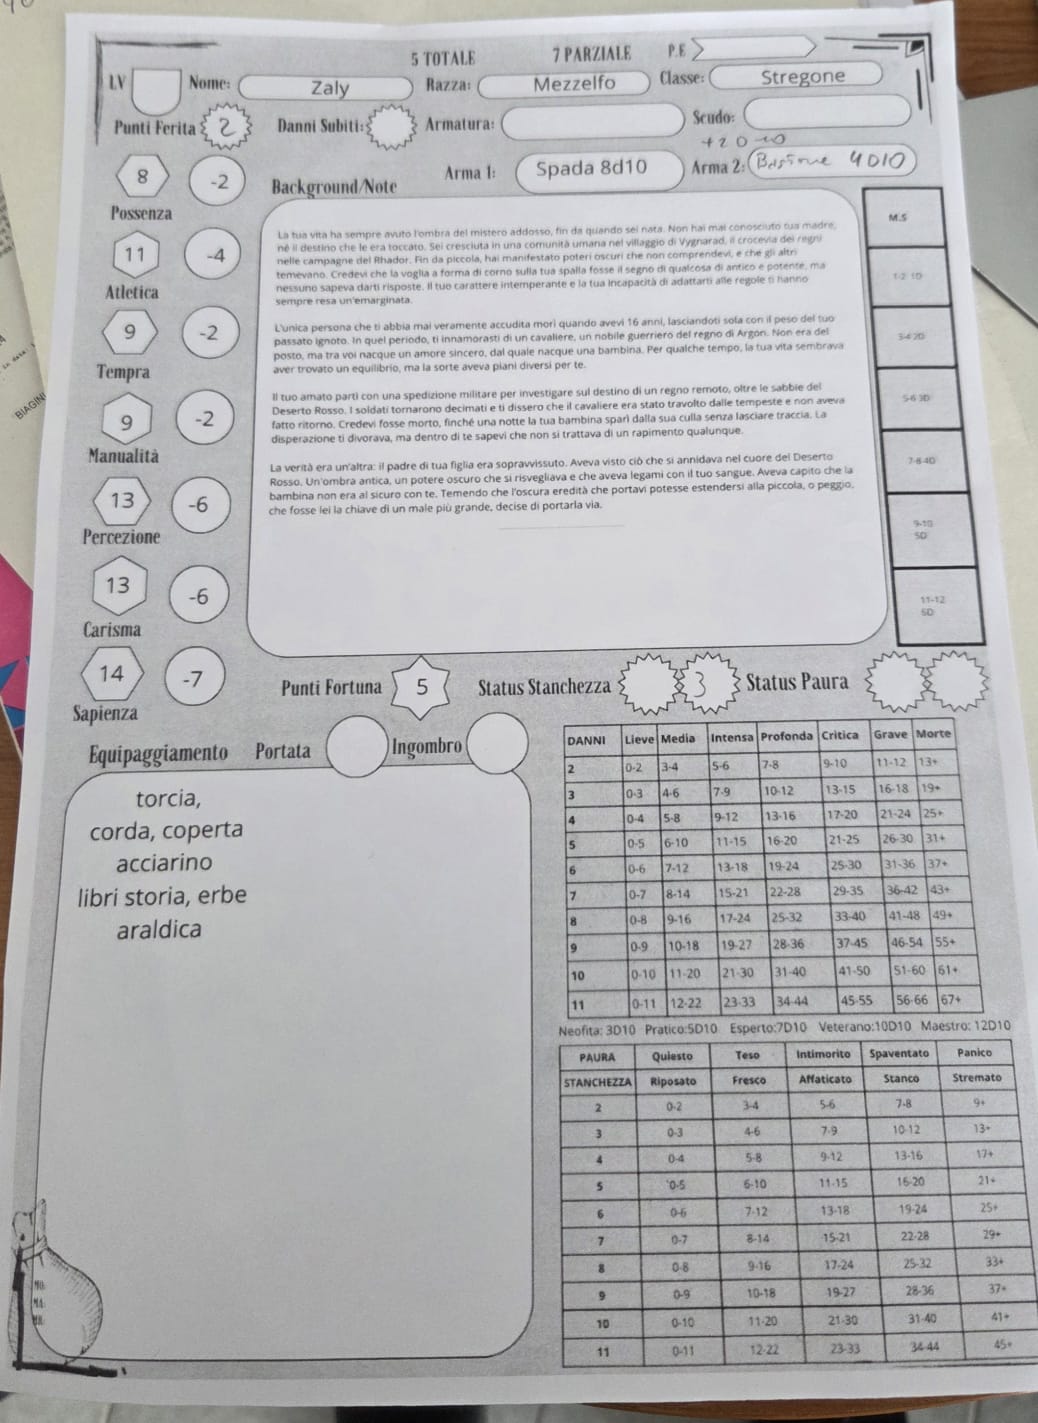 5 TOTALE 7 PARZIALE P.E
LV Nome: Zaly Razza: Mezzelfo Classe: Stregone
Punti Ferita 2 Danni Subiti: Armatura: Scudo:
Arma 1: Spada 8d10 Arma 2: Bastone 4D10
Background/Note
8 -2
Possenza
11 -4
Atletica
9 -2
Tempra
9 -2
Manualità
13 -6
Percezione
13 -6
Carisma
14 -7
Sapienza
La tua vita ha sempre avuto l'ombra del mistero addosso, fin da quando sei nata. Non hai mai conosciuto tua madre,
né il destino che le era toccato. Sei cresciuta in una comunità umana nel villaggio di Vygnarad, il crocevia dei regni
nelle campagne del Rhador. Fin da piccola, hai manifestato poteri oscuri che non comprendevi, e che gli altri
temevano. Credevi che la voglia a forma di corno sulla tua spalla fosse il segno di qualcosa di antico e potente, ma
nessuno sapeva darti risposte. Il tuo carattere intemperante e la tua incapacità di adattarti alle regole ti hanno
sempre resa un'emarginata.
L'unica persona che ti abbia mai veramente accudita morì quando avevi 16 anni, lasciandoti sola con il peso del tuo
passato ignoto. In quel periodo, ti innamorasti di un cavaliere, un nobile guerriero del regno di Argon. Non era del
posto, ma tra voi nacque un amore sincero, dal quale nacque una bambina. Per qualche tempo, la tua vita sembrava
aver trovato un equilibrio, ma la sorte aveva piani diversi per te.
Il tuo amato partì con una spedizione militare per investigare sul destino di un regno remoto, oltre le sabbie del
Deserto Rosso. I soldati tornarono decimati e ti dissero che il cavaliere era stato travolto dalle tempeste e non aveva
fatto ritorno. Credevi fosse morto, finché una notte la tua bambina sparì dalla sua culla senza lasciare traccia. La
disperazione ti divorava, ma dentro di te sapevi che non si trattava di un rapimento qualunque.
La verità era un'altra: il padre di tua figlia era sopravvissuto. Aveva visto ciò che si annidava nel cuore del Deserto
Rosso. Un'ombra antica, un potere oscuro che si risvegliava e che aveva legami con il tuo sangue. Aveva capito che la
bambina non era al sicuro con te. Temendo che l'oscura eredità che portavi potesse estendersi alla piccola, o peggio,
che fosse lei la chiave di un male più grande, decise di portarla via.
M.S
1-2 1D
3-4 2D
5-6 3D
7-8 4D
9-10
5D
11-12
6D
Punti Fortuna 5 Status Stanchezza 3 Status Paura
Equipaggiamento Portata Ingombro
torcia,
corda, coperta
acciarino
libri storia, erbe
araldica
MO:
MA:
MR:
DANNI Lieve Media Intensa Profonda Critica Grave Morte
2 0-2 3-4 5-6 7-8 9-10 11-12 13+
3 0-3 4-6 7-9 10-12 13-15 16-18 19+
4 0-4 5-8 9-12 13-16 17-20 21-24 25+
5 0-5 6-10 11-15 16-20 21-25 26-30 31+
6 0-6 7-12 13-18 19-24 25-30 31-36 37+
7 0-7 8-14 15-21 22-28 29-35 36-42 43+
8 0-8 9-16 17-24 25-32 33-40 41-48 49+
9 0-9 10-18 19-27 28-36 37-45 46-54 55+
10 0-10 11-20 21-30 31-40 41-50 51-60 61+
11 0-11 12-22 23-33 34-44 45-55 56-66 67+
Neofita: 3D10 Pratico:5D10 Esperto:7D10 Veterano:10D10 Maestro: 12D10
PAURA Quiesto Teso Intimorito Spaventato Panico
STANCHEZZA Riposato Fresco Affaticato Stanco Stremato
2 0-2 3-4 5-6 7-8 9+
3 0-3 4-6 7-9 10-12 13+
4 0-4 5-8 9-12 13-16 17+
5 '0-5 6-10 11-15 16-20 21+
6 0-6 7-12 13-18 19-24 25+
7 0-7 8-14 15-21 22-28 29+
8 0-8 9-16 17-24 25-32 33+
9 0-9 10-18 19-27 28-36 37+
10 0-10 11-20 21-30 31-40 41+
11 0-11 12-22 23-33 34-44 45+